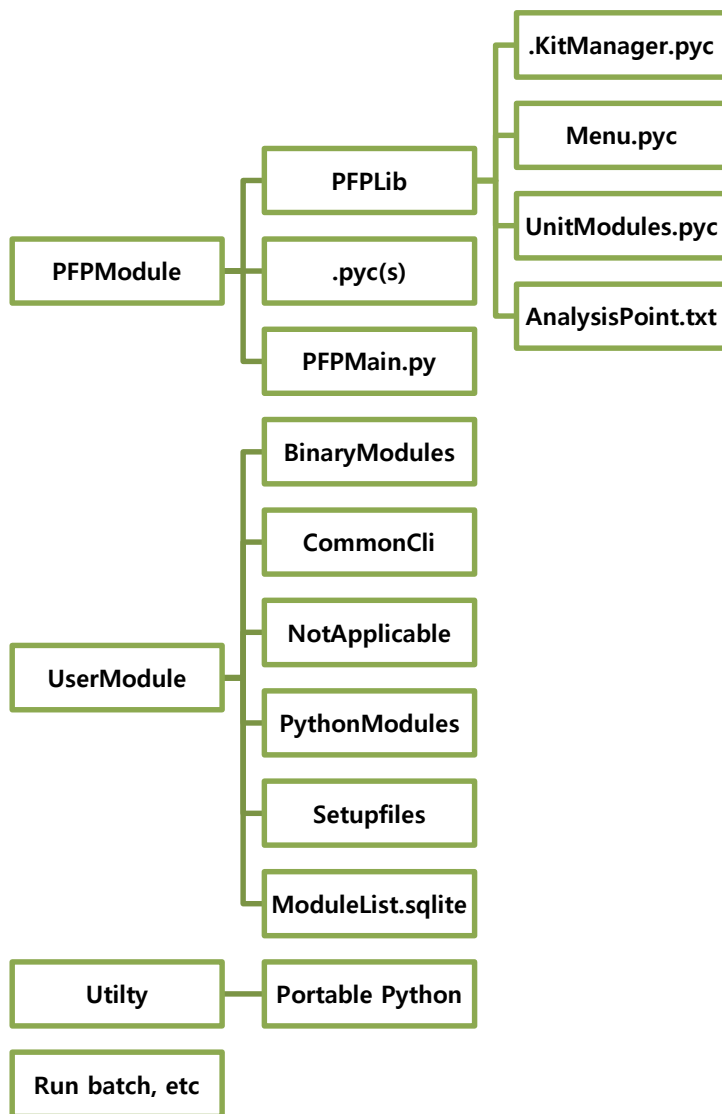 .KitManager.pyc
Menu.pyc
PFPLib
UnitModules.pyc
PFPModule
.pyc(s)
AnalysisPoint.txt
PFPMain.py
BinaryModules
CommonCli
NotApplicable
UserModule
PythonModules
Setupfiles
ModuleList.sqlite
Utilty
Portable Python
Run batch, etc